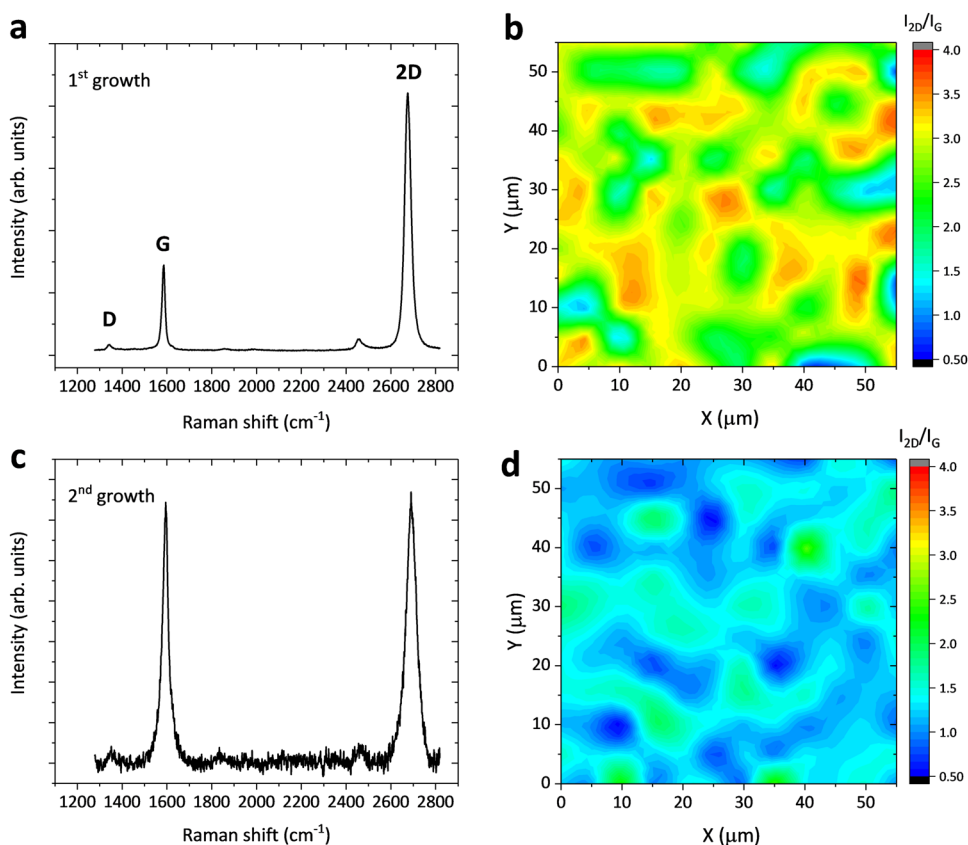 a
1st growth
D
G
2D
Intensity (arb. units)
1200 1400 1600 1800 2000 2200 2400 2600 2800
Raman shift (cm-1)
b
I2D/IG
4.0
3.5
3.0
2.5
2.0
1.5
1.0
0.50
50
40
30
20
10
0
Y (μm)
0 10 20 30 40 50
X (μm)
c
2nd growth
Intensity (arb. units)
1200 1400 1600 1800 2000 2200 2400 2600 2800
Raman shift (cm-1)
d
I2D/IG
4.0
3.5
3.0
2.5
2.0
1.5
1.0
0.50
50
40
30
20
10
0
Y (μm)
0 10 20 30 40 50
X (μm)